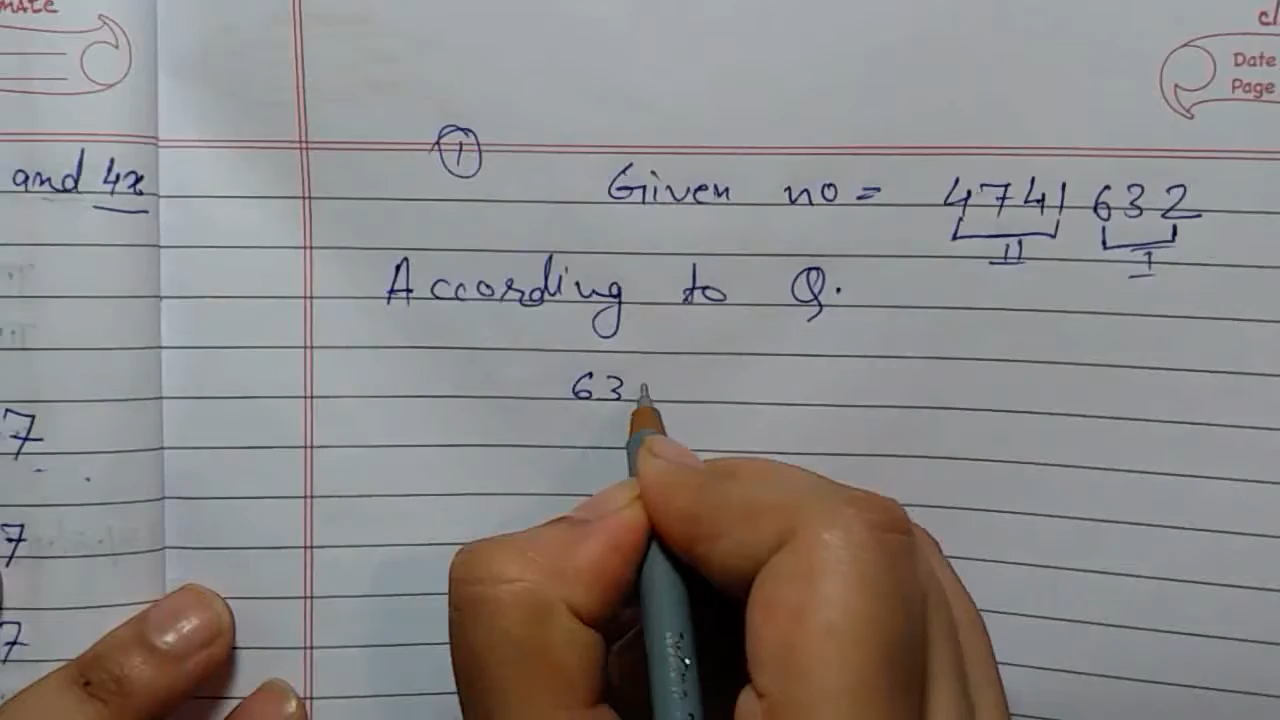 and 4x
7
7
7
Date
Page
①
Given no = 4741 632
II I
According to Q.
63